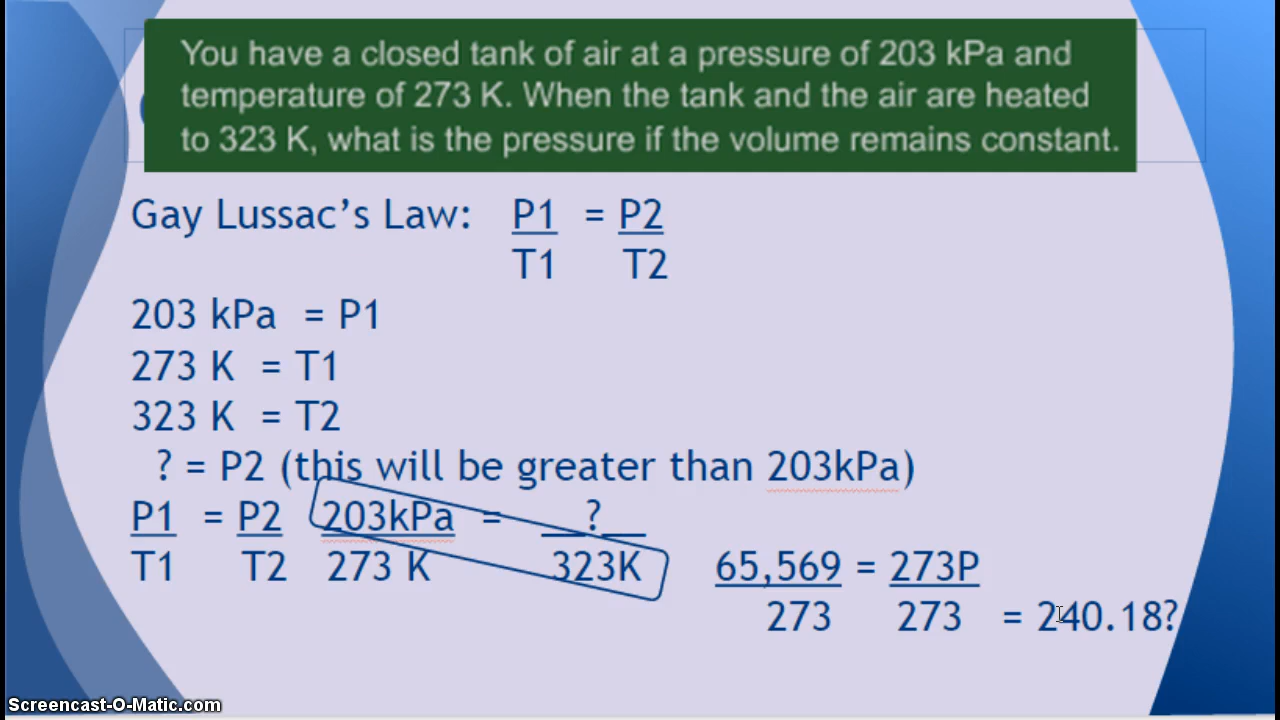 You have a closed tank of air at a pressure of 203 kPa and
temperature of 273 K. When the tank and the air are heated
to 323 K, what is the pressure if the volume remains constant.
Gay Lussac's Law: P1 = P2
T1 T2
203 kPa = P1
273 K = T1
323 K = T2
? = P2 (this will be greater than 203kPa)
P1 = P2 203kPa = __?__
T1 T2 273 K 323K
65,569 = 273P
273 273 = 240.18?
Screencast-O-Matic.com